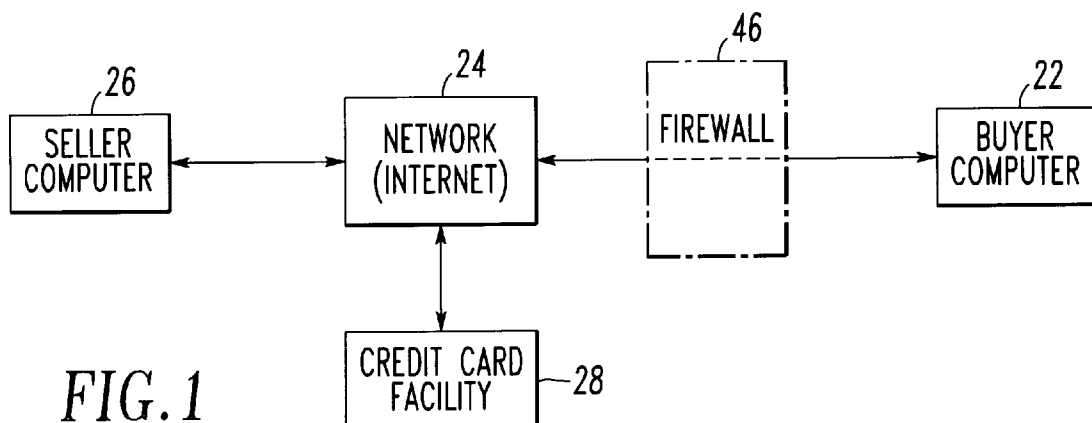 46
26
24
22
SELLER
COMPUTER
NETWORK
(INTERNET)
FIREWALL
BUYER
COMPUTER
CREDIT CARD
FACILITY
28
FIG. 1